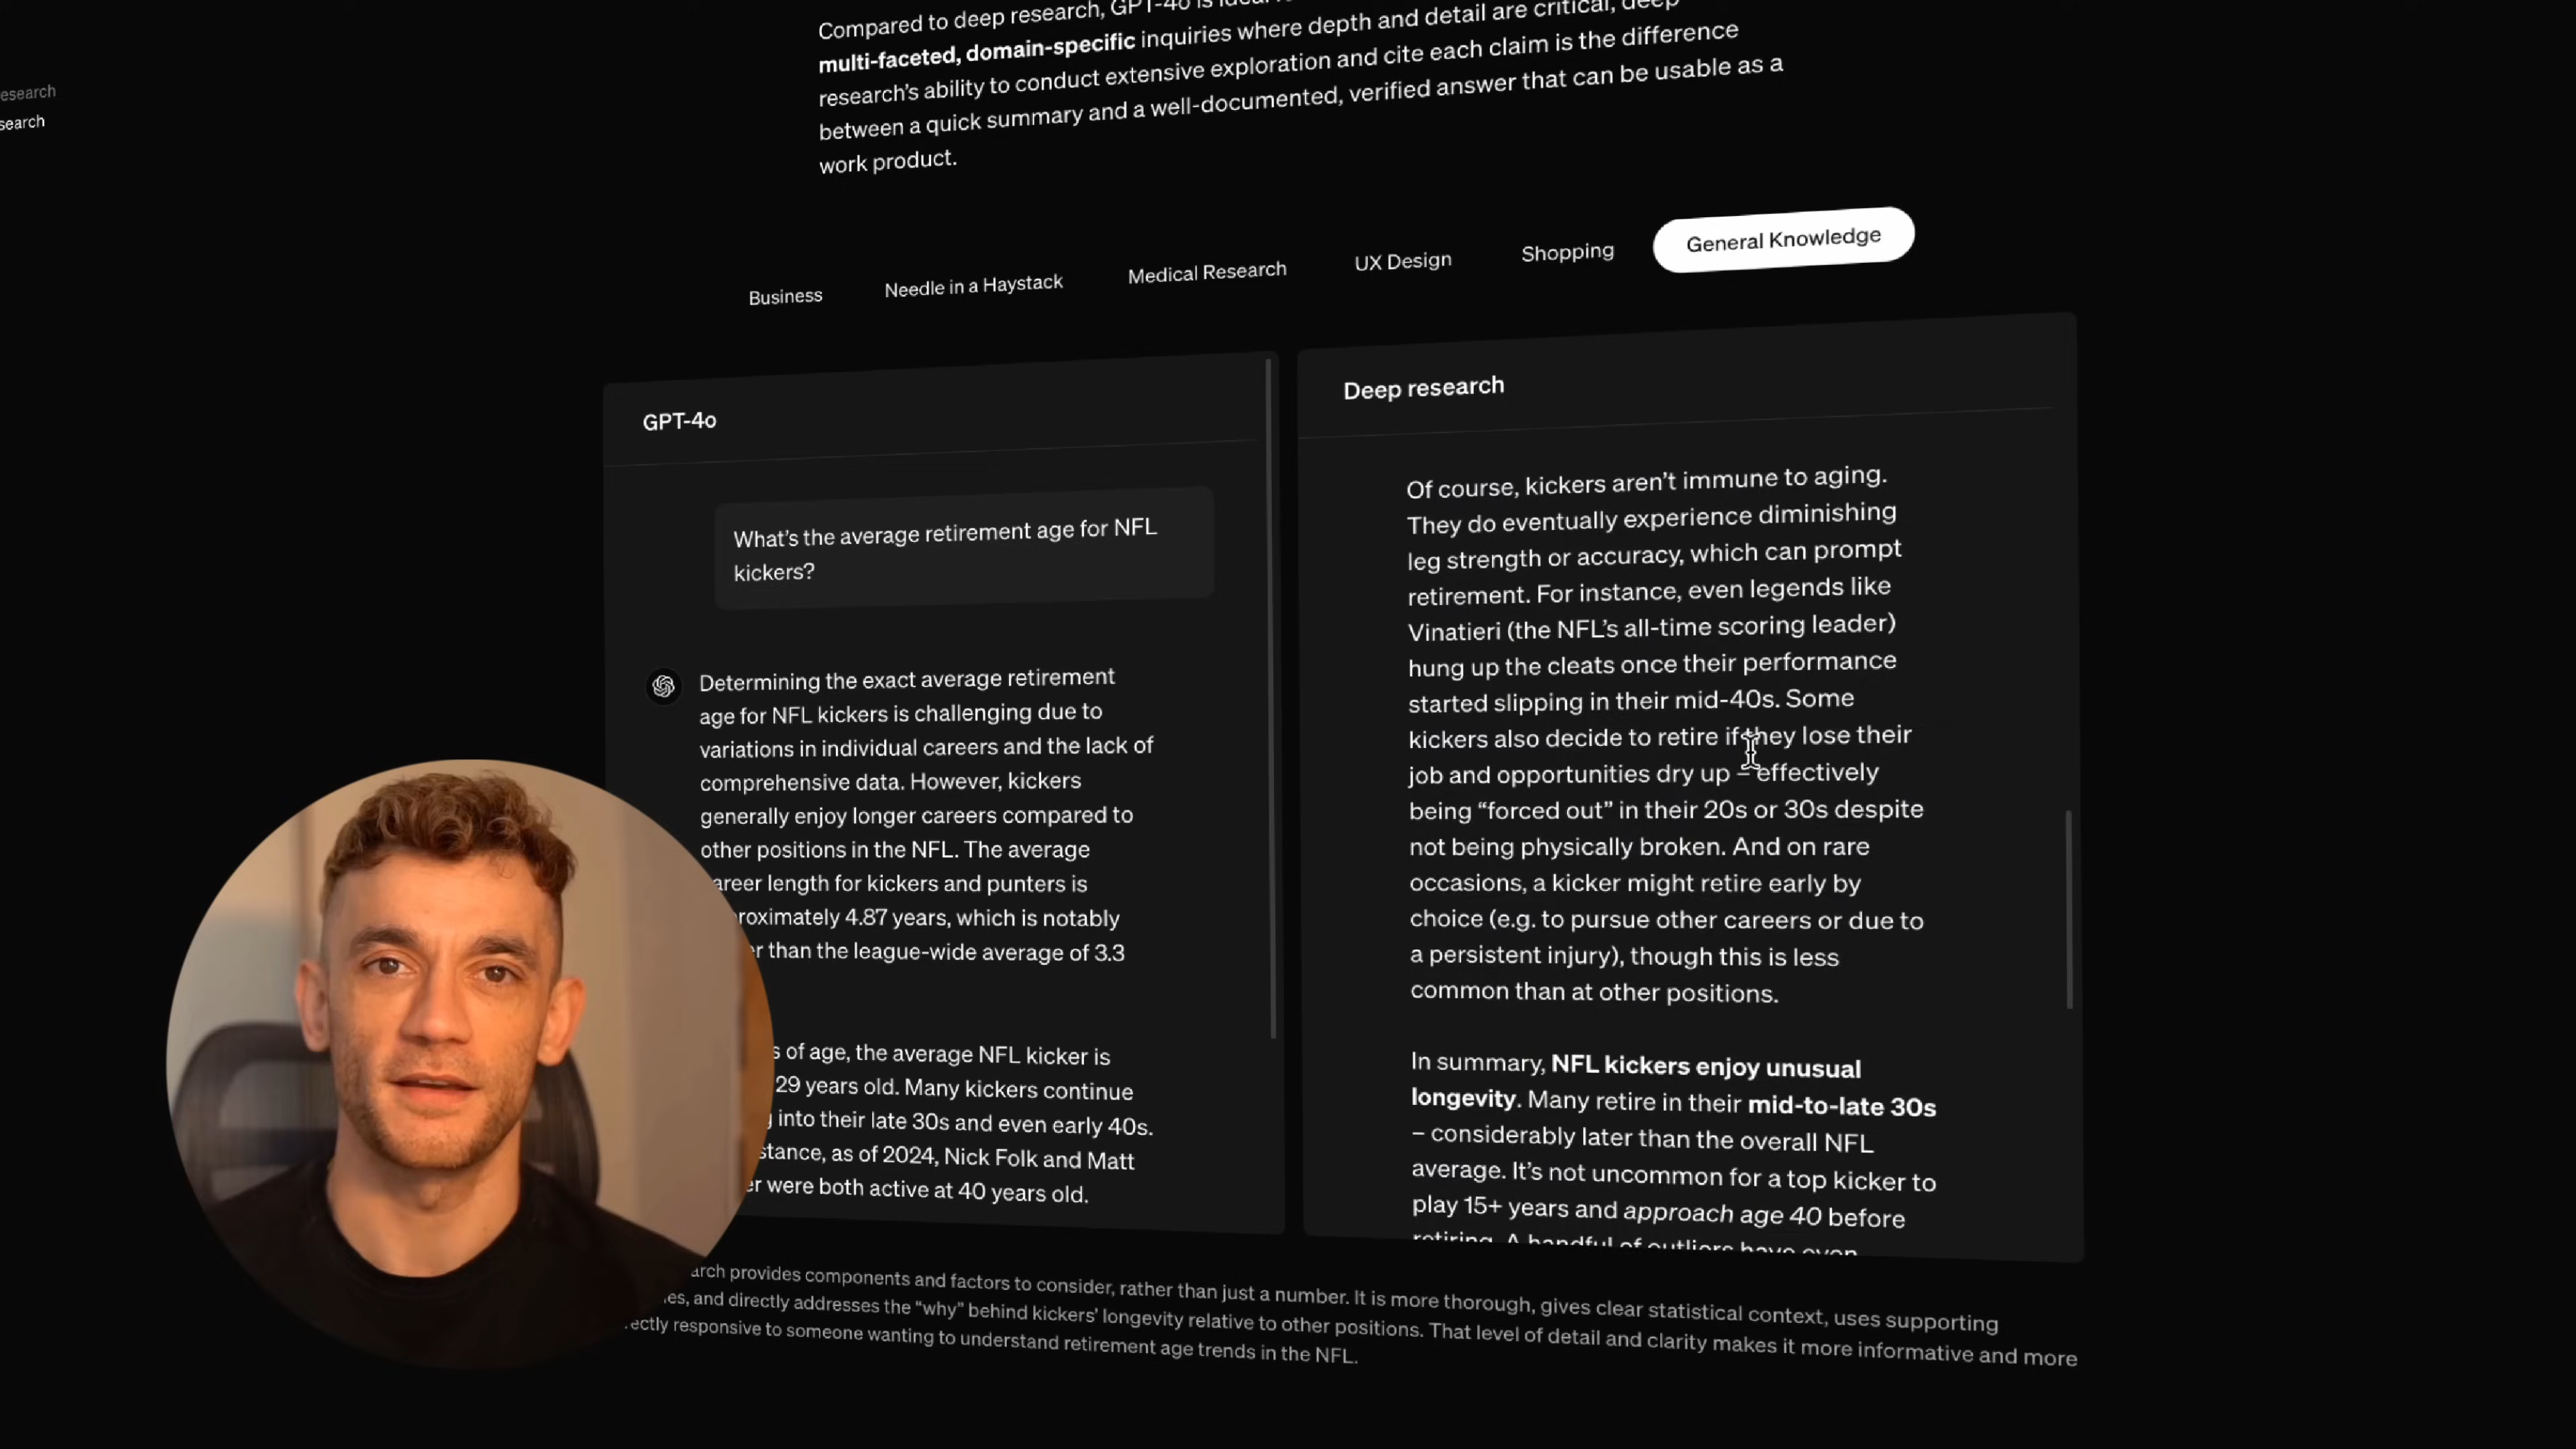 Compared to deep research, GPT-4o is
multi-faceted, domain-specific inquiries where depth and detail are critical, deep
research's ability to conduct extensive exploration and cite each claim is the difference
between a quick summary and a well-documented, verified answer that can be usable as a
work product.
esearch
search
Business
Needle in a Haystack
Medical Research
UX Design
Shopping
General Knowledge
GPT-4o
What's the average retirement age for NFL
kickers?
Determining the exact average retirement
age for NFL kickers is challenging due to
variations in individual careers and the lack of
comprehensive data. However, kickers
generally enjoy longer careers compared to
other positions in the NFL. The average
areer length for kickers and punters is
roximately 4.87 years, which is notably
er than the league-wide average of 3.3
s of age, the average NFL kicker is
29 years old. Many kickers continue
into their late 30s and even early 40s.
stance, as of 2024, Nick Folk and Matt
er were both active at 40 years old.
Deep research
Of course, kickers aren't immune to aging.
They do eventually experience diminishing
leg strength or accuracy, which can prompt
retirement. For instance, even legends like
Vinatieri (the NFL's all-time scoring leader)
hung up the cleats once their performance
started slipping in their mid-40s. Some
kickers also decide to retire if they lose their
job and opportunities dry up – effectively
being “forced out” in their 20s or 30s despite
not being physically broken. And on rare
occasions, a kicker might retire early by
choice (e.g. to pursue other careers or due to
a persistent injury), though this is less
common than at other positions.
In summary, NFL kickers enjoy unusual
longevity. Many retire in their mid-to-late 30s
– considerably later than the overall NFL
average. It's not uncommon for a top kicker to
play 15+ years and approach age 40 before
retiring. A handful of outliers have even
arch provides components and factors to consider, rather than just a number. It is more thorough, gives clear statistical context, uses supporting
es, and directly addresses the “why” behind kickers' longevity relative to other positions. That level of detail and clarity makes it more informative and more
ectly responsive to someone wanting to understand retirement age trends in the NFL.